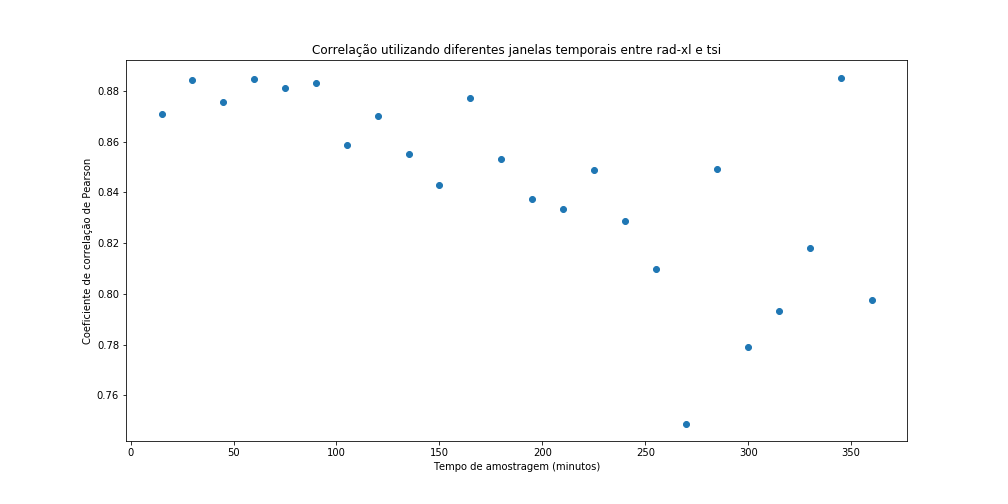 Correlação utilizando diferentes janelas temporais entre rad-xl e tsi
Coeficiente de correlação de Pearson
0.88
0.86
0.84
0.82
0.80
0.78
0.76
0 50 100 150 200 250 300 350
Tempo de amostragem (minutos)